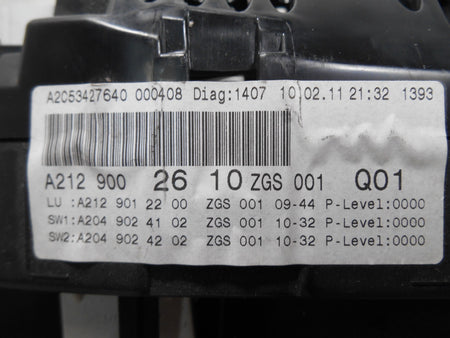 A2C53427640 000408 Diag:1407 10.02.11 21:32 1393
A212 900 26 10 ZGS 001 Q01
LU :A212 901 22 00 ZGS 001 09-44 P-Level:0000
SW1:A204 902 41 02 ZGS 001 10-32 P-Level:0000
SW2:A204 902 42 02 ZGS 001 10-32 P-Level:0000